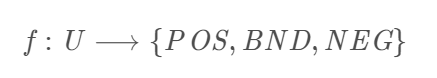 f : U ⟶ {POS, BND, NEG}